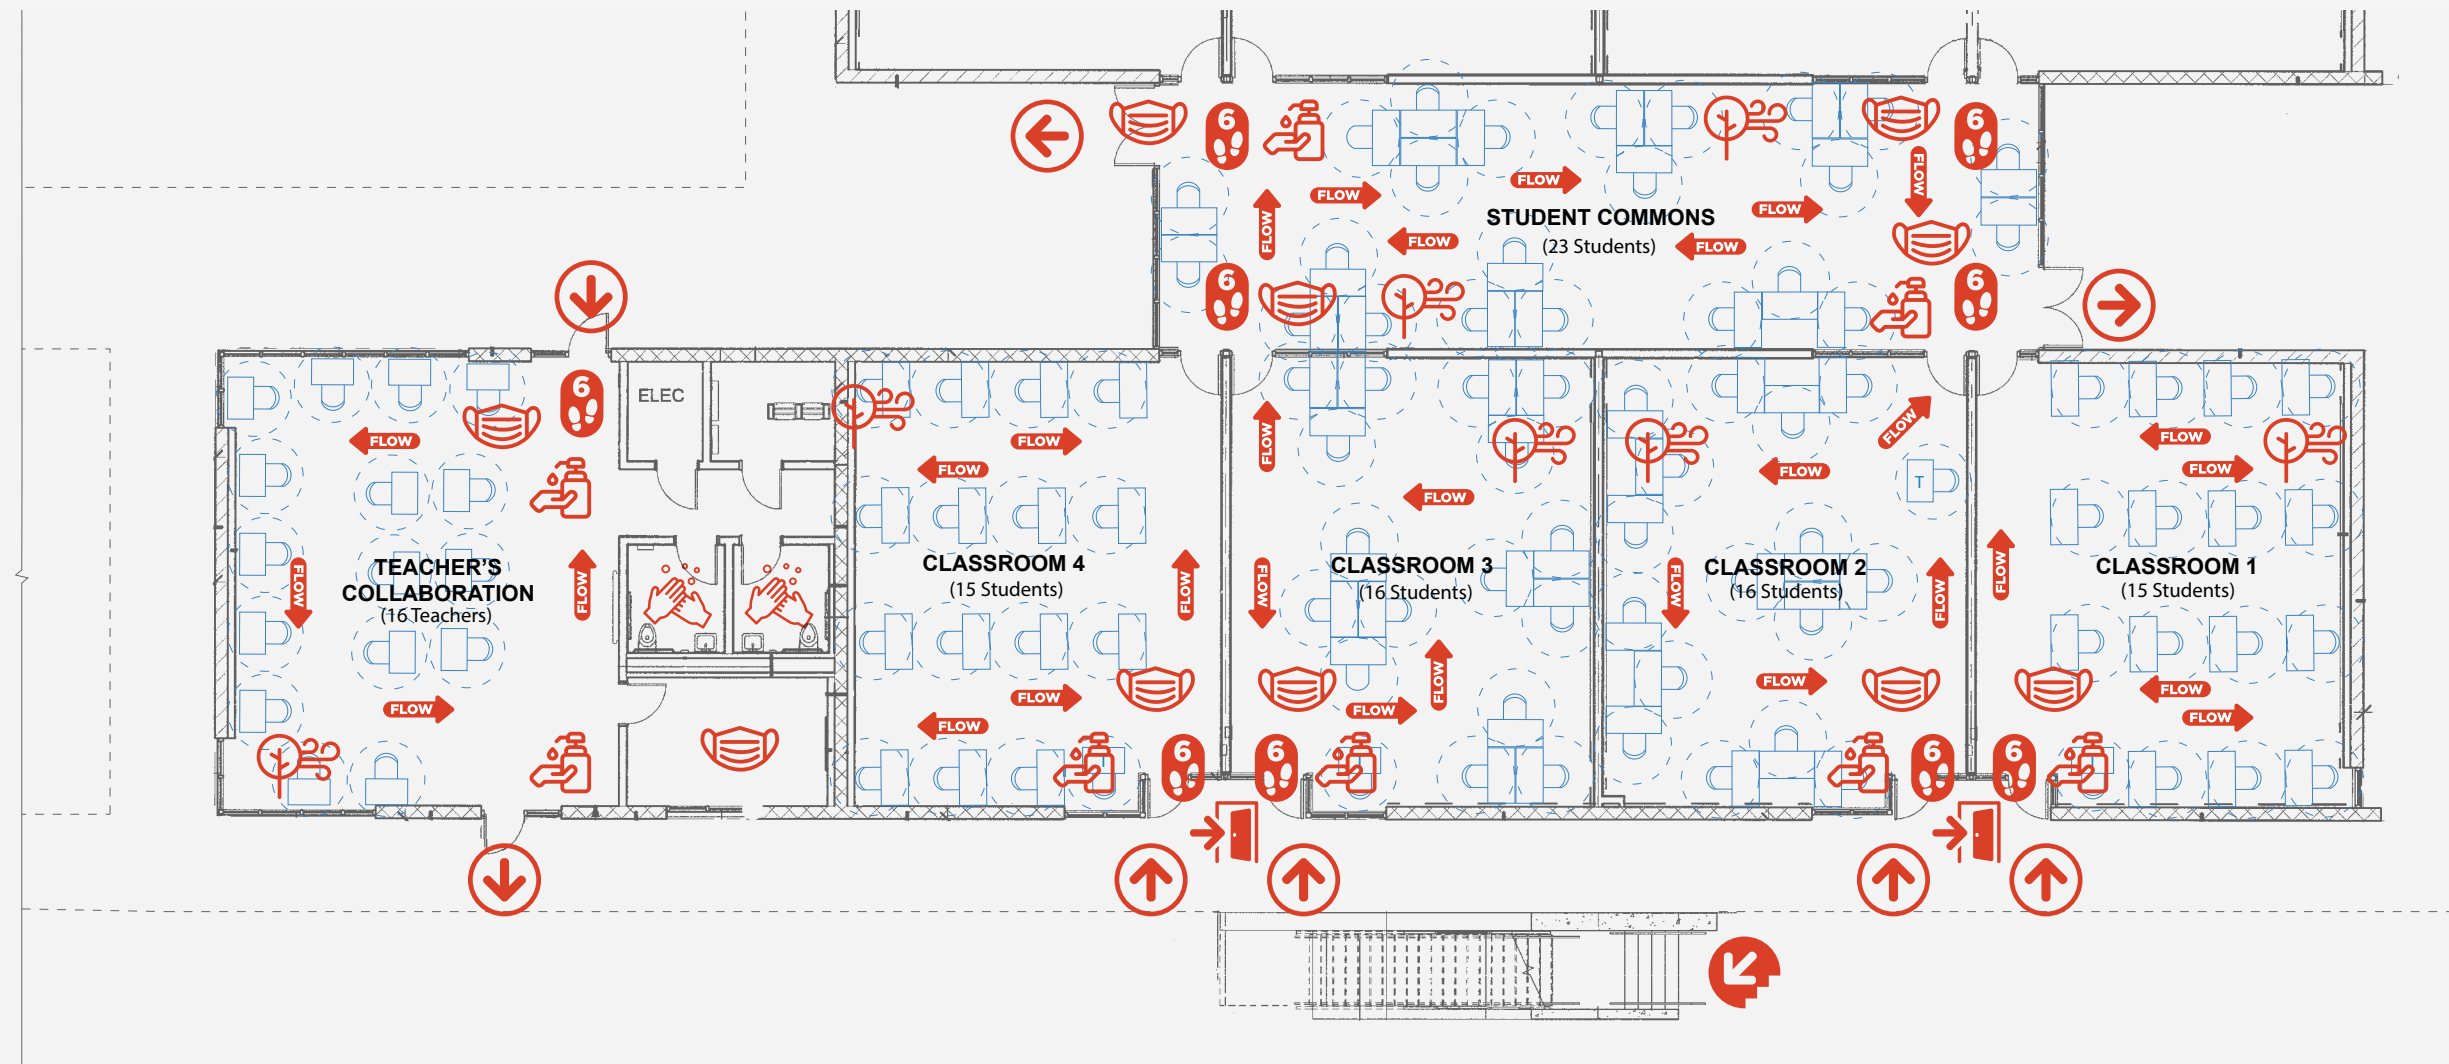 6
6
FLOW
FLOW
FLOW
FLOW
STUDENT COMMONS
(23 Students)
FLOW
FLOW
FLOW
6
6
6
ELEC
FLOW
FLOW
FLOW
FLOW
FLOW
FLOW
FLOW
FLOW
FLOW
FLOW
T
TEACHER'S
COLLABORATION
(16 Teachers)
FLOW
FLOW
CLASSROOM 4
(15 Students)
FLOW
FLOW
CLASSROOM 3
(16 Students)
FLOW
CLASSROOM 2
(16 Students)
FLOW
FLOW
CLASSROOM 1
(15 Students)
FLOW
FLOW
FLOW
FLOW
FLOW
FLOW
FLOW
FLOW
6
6
6
6